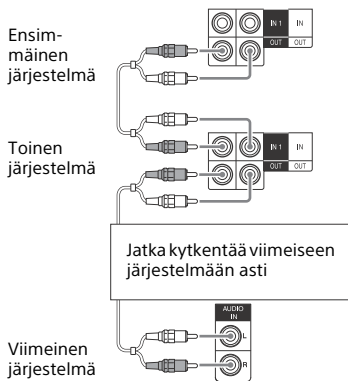 Ensim-
mäinen
järjestelmä
IN 1
IN
OUT
OUT
Toinen
järjestelmä
IN 1
IN
OUT
OUT
Jatka kytkentää viimeiseen
järjestelmään asti
AUDIO
IN
L
R
Viimeinen
järjestelmä